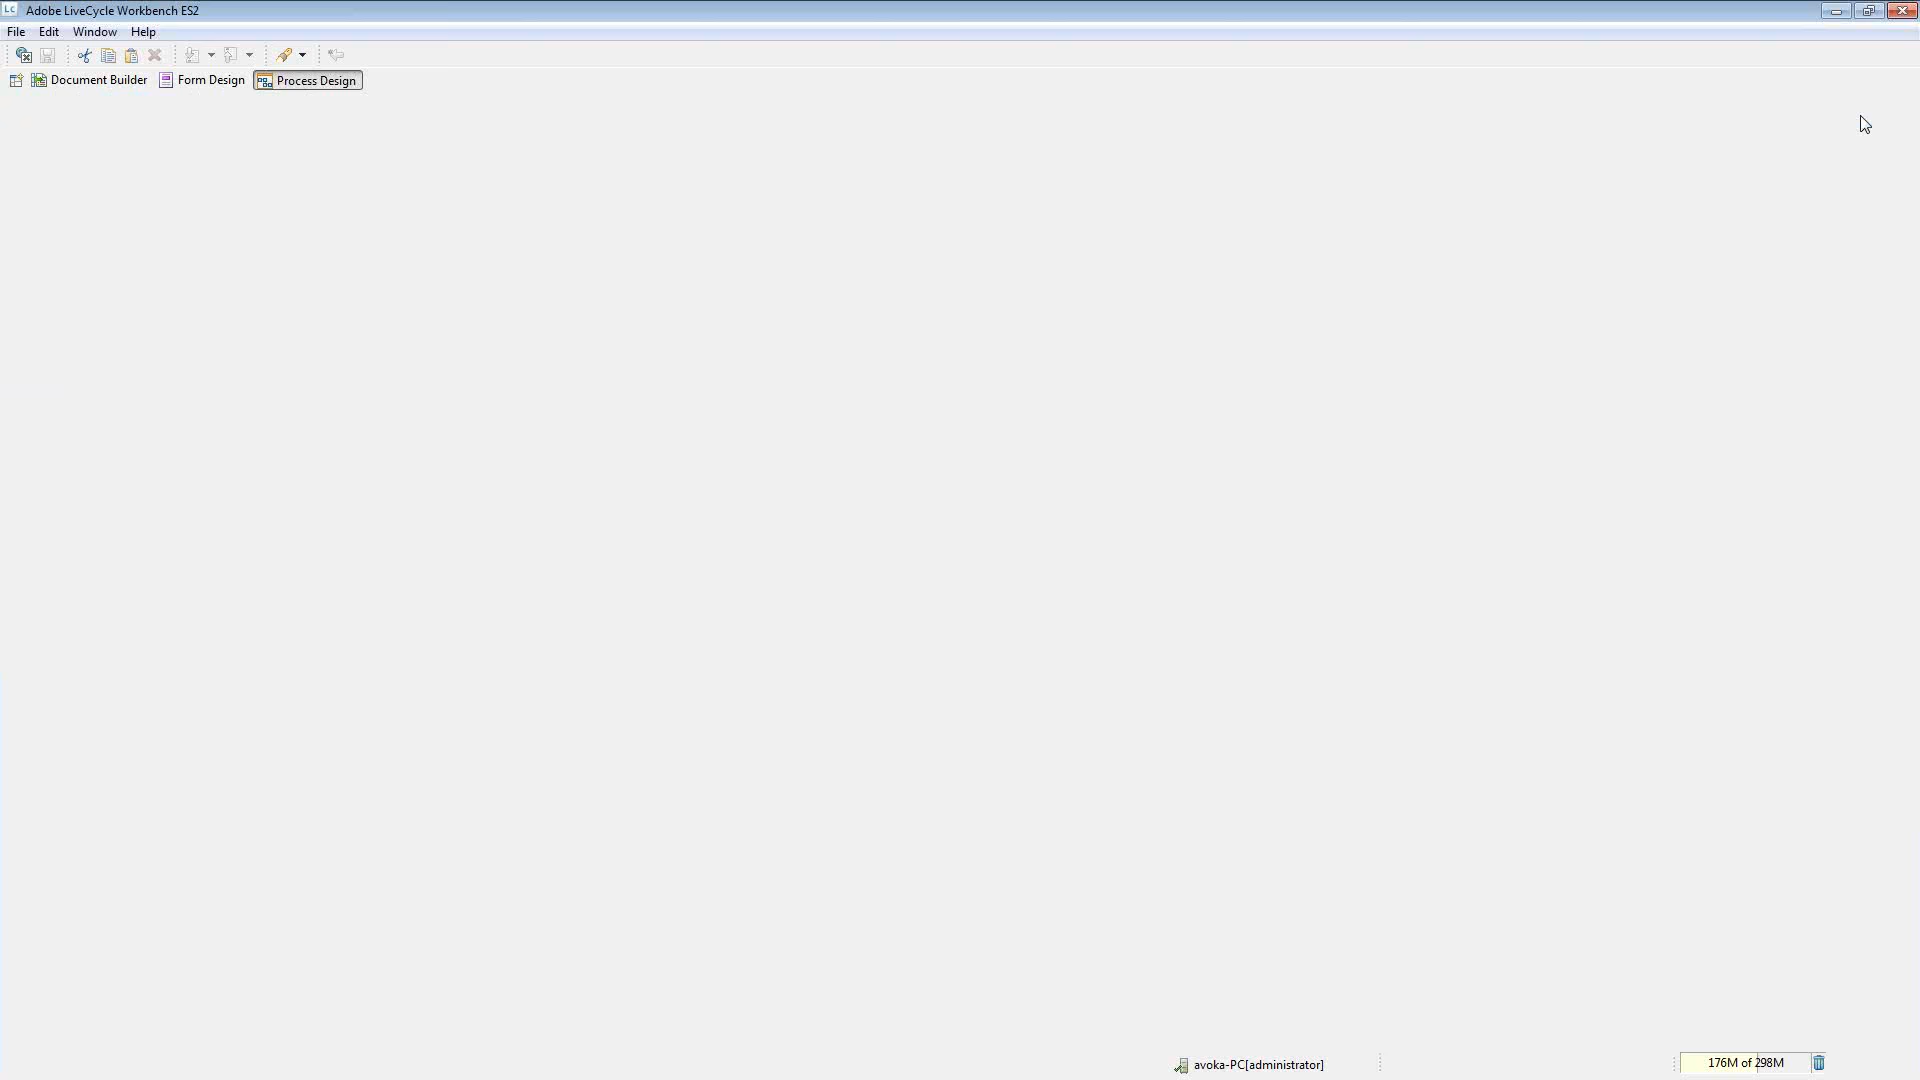 Lc Adobe LiveCycle Workbench ES2
File Edit Window Help
Document Builder Form Design Process Design
avoka-PC[administrator] 176M of 298M